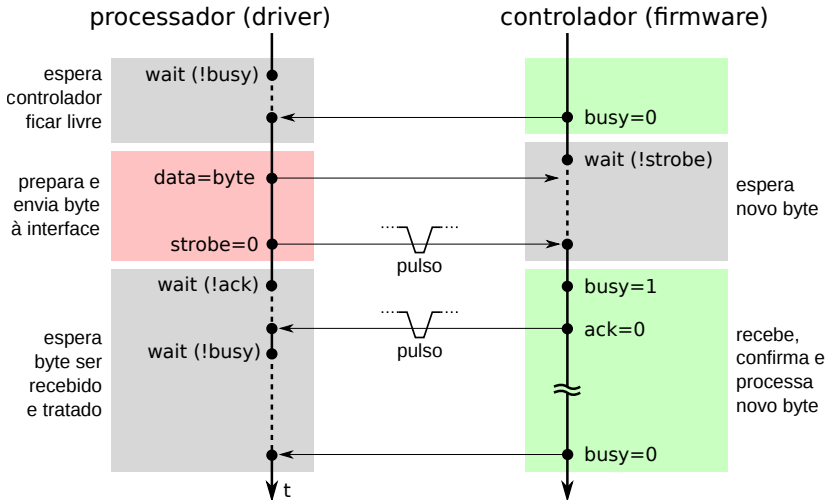 processador (driver)
controlador (firmware)
espera
controlador
ficar livre
wait (!busy)
busy=0
prepara e
envia byte
à interface
data=byte
wait (!strobe)
espera
novo byte
strobe=0
pulso
wait (!ack)
busy=1
ack=0
pulso
espera
byte ser
recebido
e tratado
wait (!busy)
recebe,
confirma e
processa
novo byte
busy=0
t